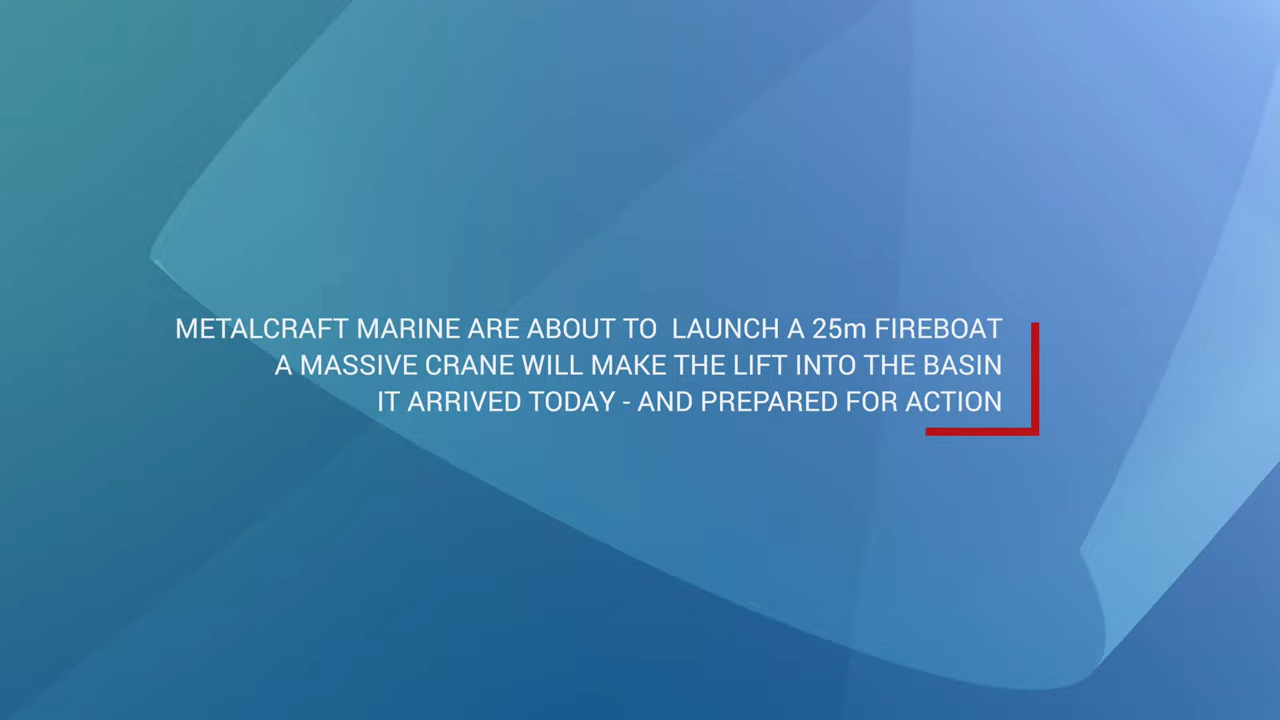 METALCRAFT MARINE ARE ABOUT TO  LAUNCH A 25m FIREBOAT
A MASSIVE CRANE WILL MAKE THE LIFT INTO THE BASIN
IT ARRIVED TODAY - AND PREPARED FOR ACTION